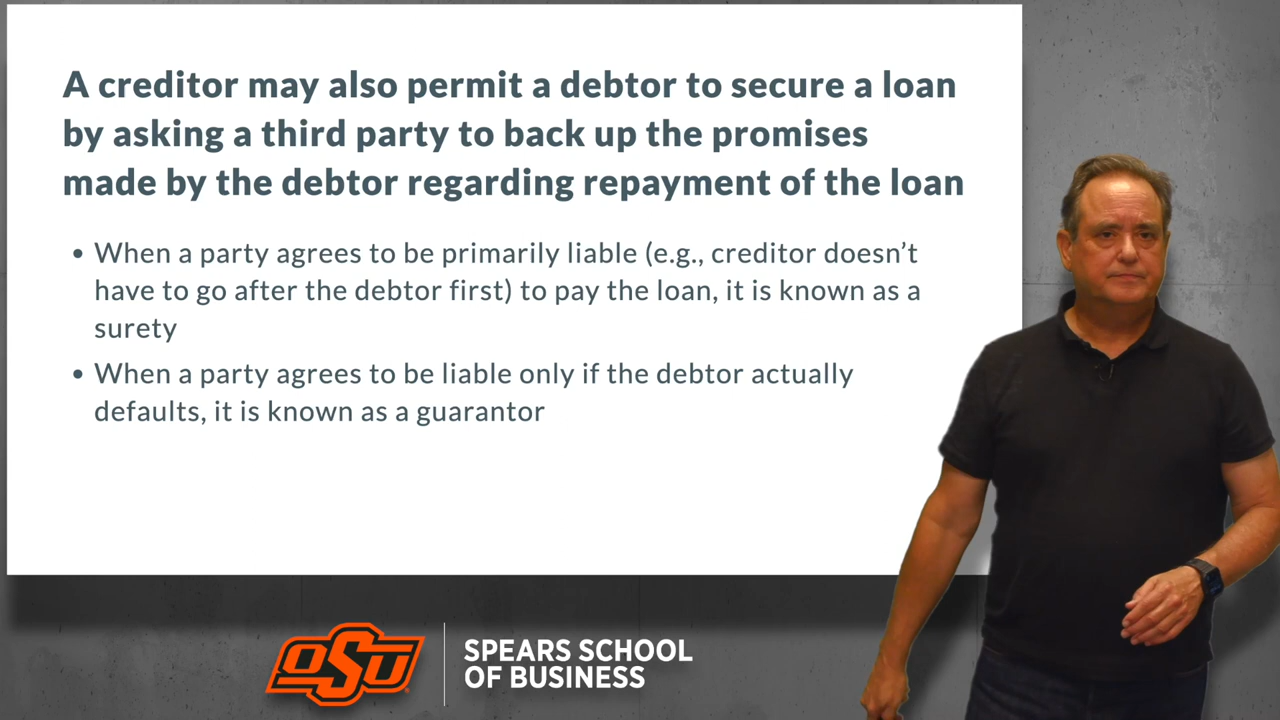 A creditor may also permit a debtor to secure a loan
by asking a third party to back up the promises
made by the debtor regarding repayment of the loan
• When a party agrees to be primarily liable (e.g., creditor doesn’t
have to go after the debtor first) to pay the loan, it is known as a
surety
• When a party agrees to be liable only if the debtor actually
defaults, it is known as a guarantor
OSU
SPEARS SCHOOL
OF BUSINESS